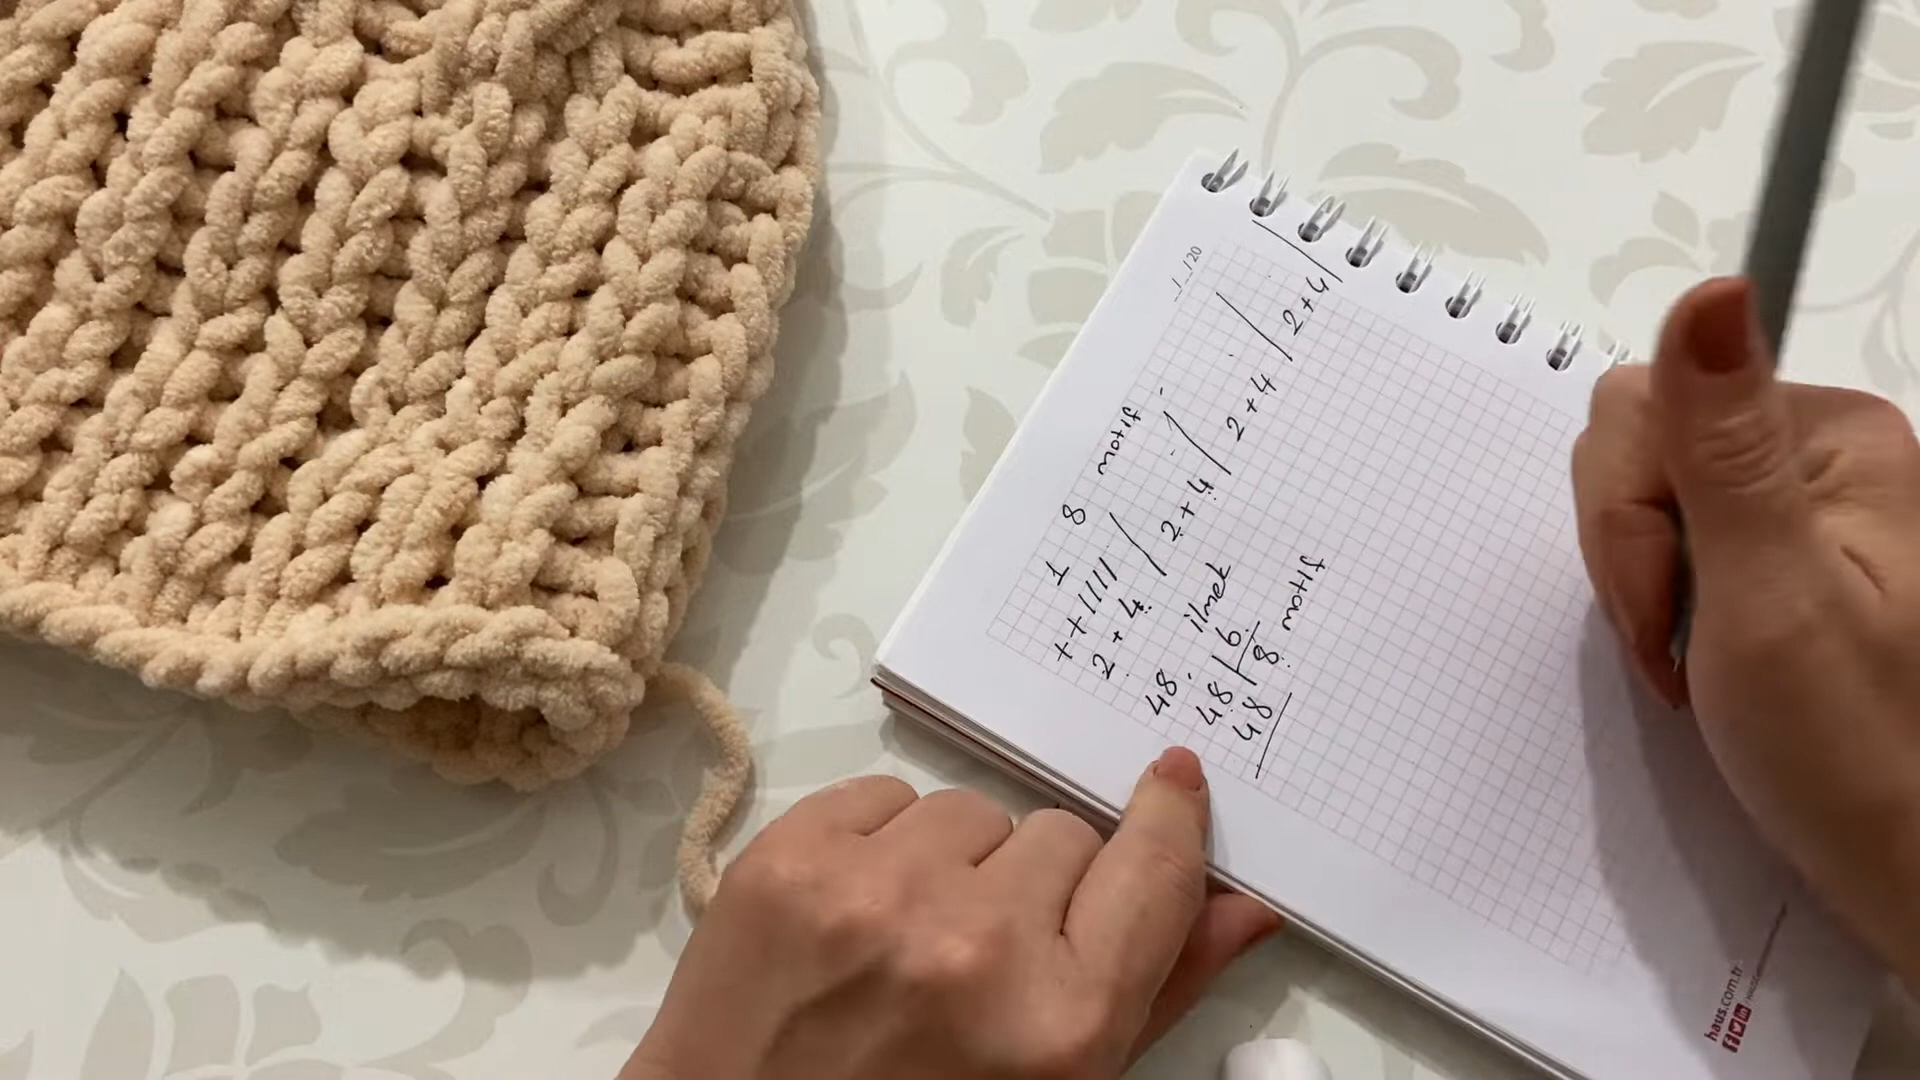 _/_/20
1 8 motif
++1111/
2+4/2+4/2+4/2+4/
48 ilmek
48 | 6
48 8 motif
haus.com.tr